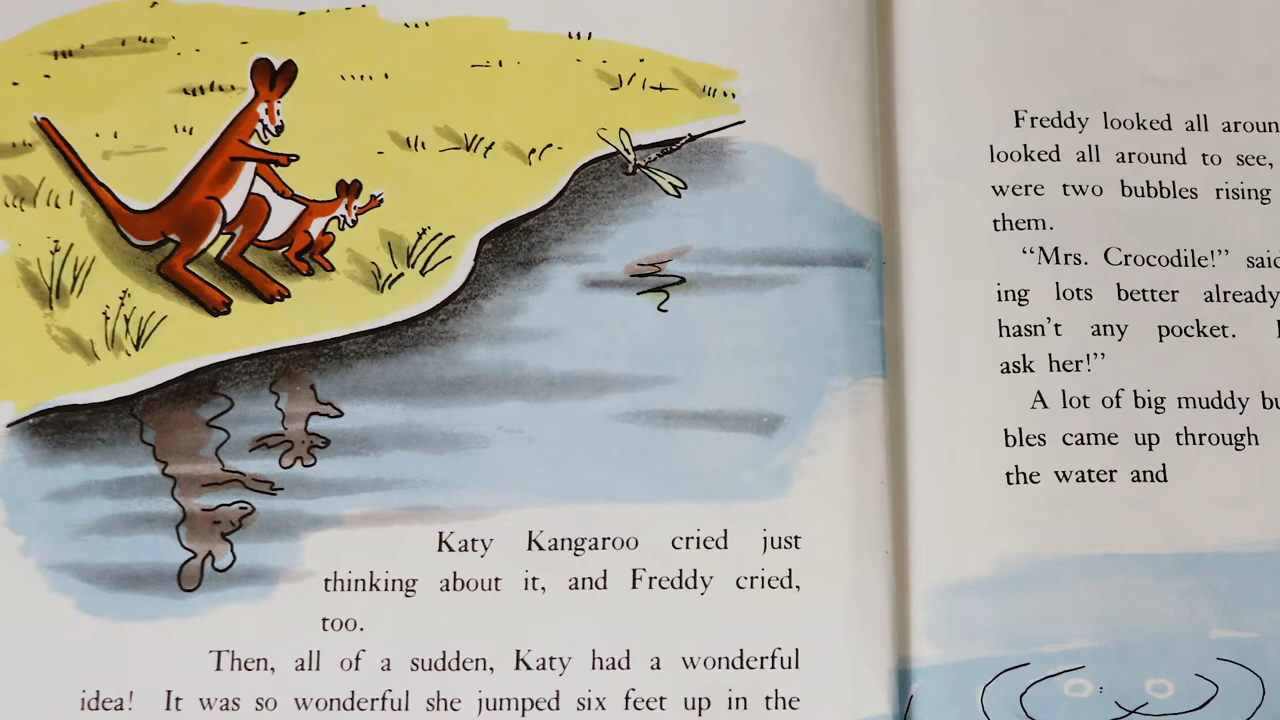 Katy Kangaroo cried just
thinking about it, and Freddy cried,
too.
Then, all of a sudden, Katy had a wonderful
idea! It was so wonderful she jumped six feet up in the
Freddy looked all aroun
looked all around to see,
were two bubbles rising
them.
“Mrs. Crocodile!” said
ing lots better already
hasn’t any pocket.
ask her!”
A lot of big muddy bu
bles came up through
the water and